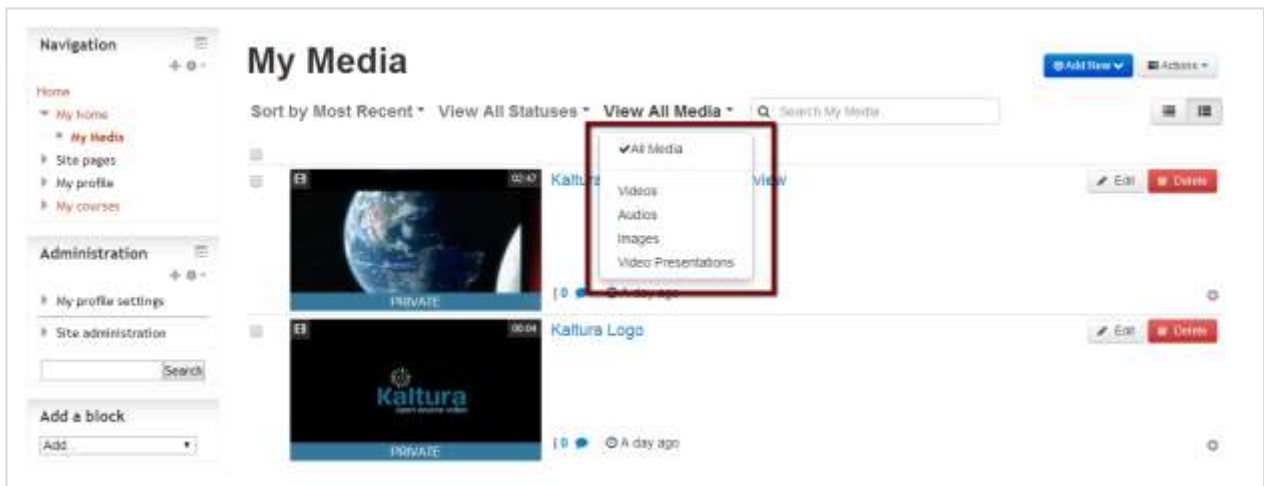 Navigation
Home
My home
My Media
Site pages
My profile
My courses
Administration
My profile settings
Site administration
Search
Add a block
Add
My Media
Add New
Actions
Sort by Most Recent
View All Statuses
View All Media
Search My Media
All Media
Videos
Audios
Images
Video Presentations
02:47
view
Edit
Delete
PRIVATE
0
A day ago
00:04
Kaltura Logo
Edit
Delete
Kaltura
open source video
PRIVATE
0
A day ago